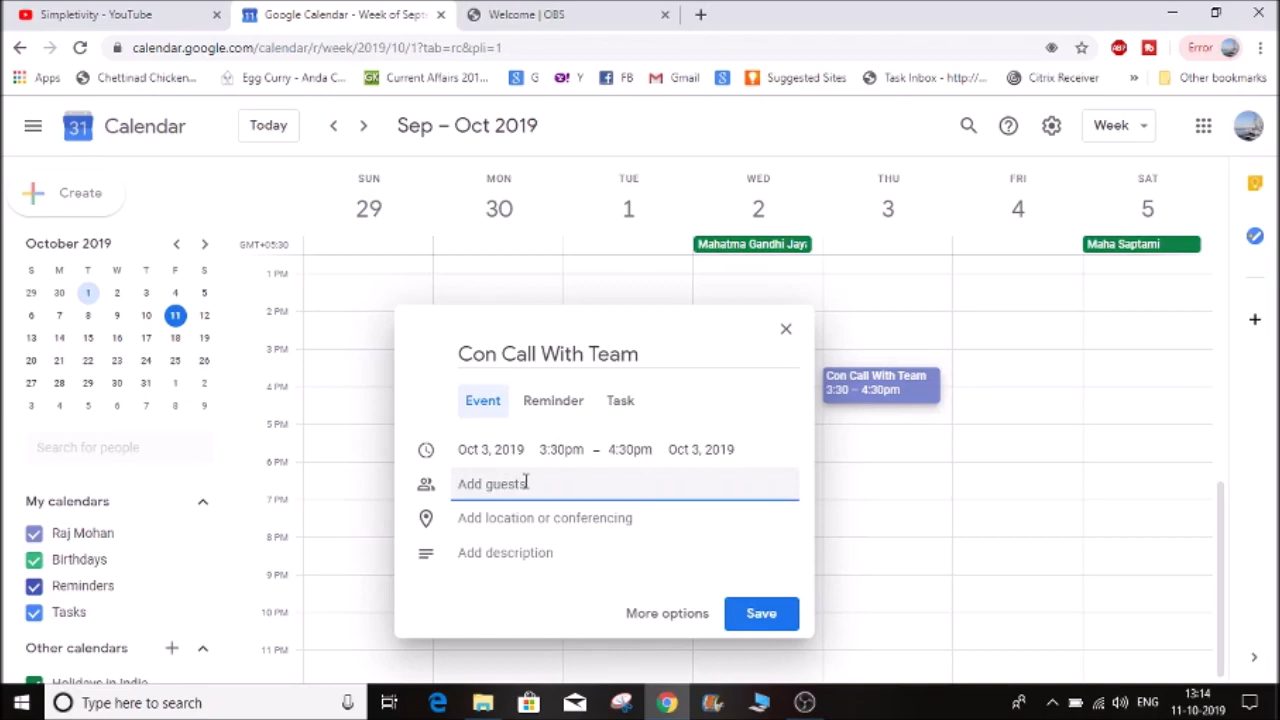 Simpletivity - YouTube
Google Calendar - Week of Sept
Welcome | OBS
calendar.google.com/calendar/r/week/2019/10/1?tab=rc&pli=1
ABP
Error
Apps
Chettinad Chicken...
Egg Curry - Anda C...
GK
Current Affairs 201...
G
Y
FB
Gmail
Suggested Sites
Task Inbox - http://...
Citrix Receiver
»
Other bookmarks
31
Calendar
Today
Sep – Oct 2019
Week
Create
SUN
MON
TUE
WED
THU
FRI
SAT
29
30
1
2
3
4
5
October 2019
GMT+05:30
Mahatma Gandhi Jay
Maha Saptami
S M T W T F S
29 30 1 2 3 4 5
6 7 8 9 10 11 12
13 14 15 16 17 18 19
20 21 22 23 24 25 26
27 28 29 30 31 1 2
3 4 5 6 7 8 9
1 PM
2 PM
3 PM
4 PM
5 PM
6 PM
7 PM
8 PM
9 PM
10 PM
11 PM
Con Call With Team
3:30 – 4:30pm
Con Call With Team
Event
Reminder
Task
Oct 3, 2019 3:30pm – 4:30pm Oct 3, 2019
Add guests
Add location or conferencing
Add description
More options
Save
Search for people
My calendars
Raj Mohan
Birthdays
Reminders
Tasks
Other calendars
Holidays in India
Type here to search
ENG
13:14
11-10-2019